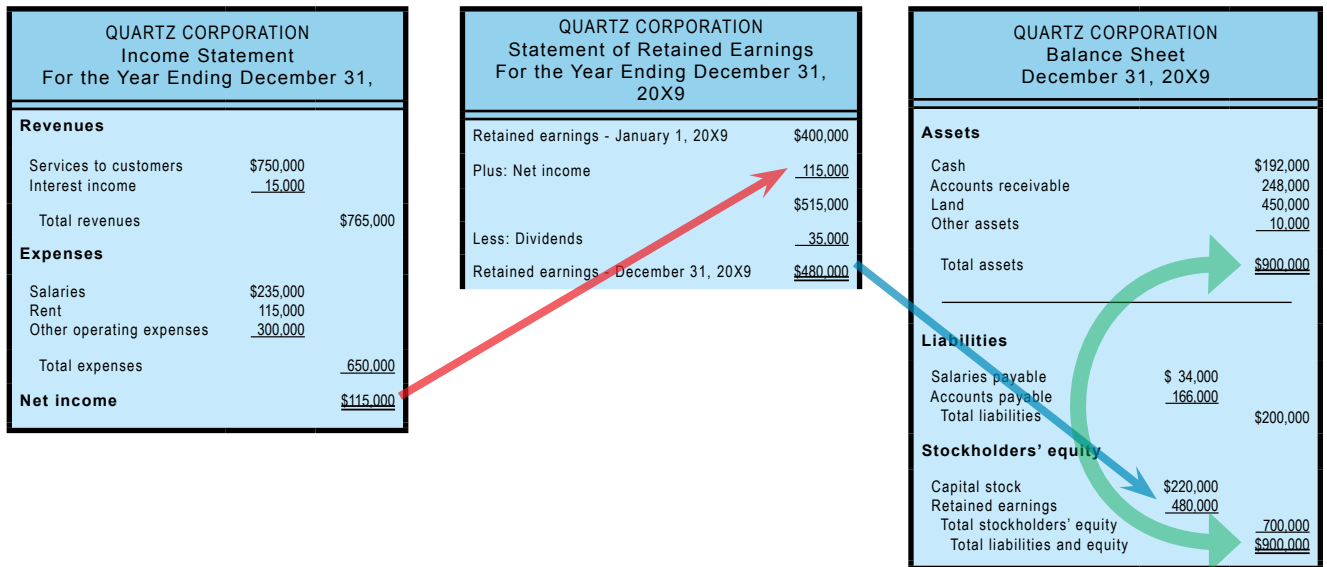 QUARTZ CORPORATION
Income Statement
For the Year Ending December 31,
Revenues
Services to customers $750,000
Interest income 15,000
Total revenues $765,000
Expenses
Salaries $235,000
Rent 115,000
Other operating expenses 300,000
Total expenses 650,000
Net income $115,000
QUARTZ CORPORATION
Statement of Retained Earnings
For the Year Ending December 31,
20X9
Retained earnings - January 1, 20X9 $400,000
Plus: Net income 115,000
$515,000
Less: Dividends 35,000
Retained earnings - December 31, 20X9 $480,000
QUARTZ CORPORATION
Balance Sheet
December 31, 20X9
Assets
Cash $192,000
Accounts receivable 248,000
Land 450,000
Other assets 10,000
Total assets $900,000
Liabilities
Salaries payable $ 34,000
Accounts payable 166,000
Total liabilities $200,000
Stockholders’ equity
Capital stock $220,000
Retained earnings 480,000
Total stockholders’ equity 700,000
Total liabilities and equity $900,000